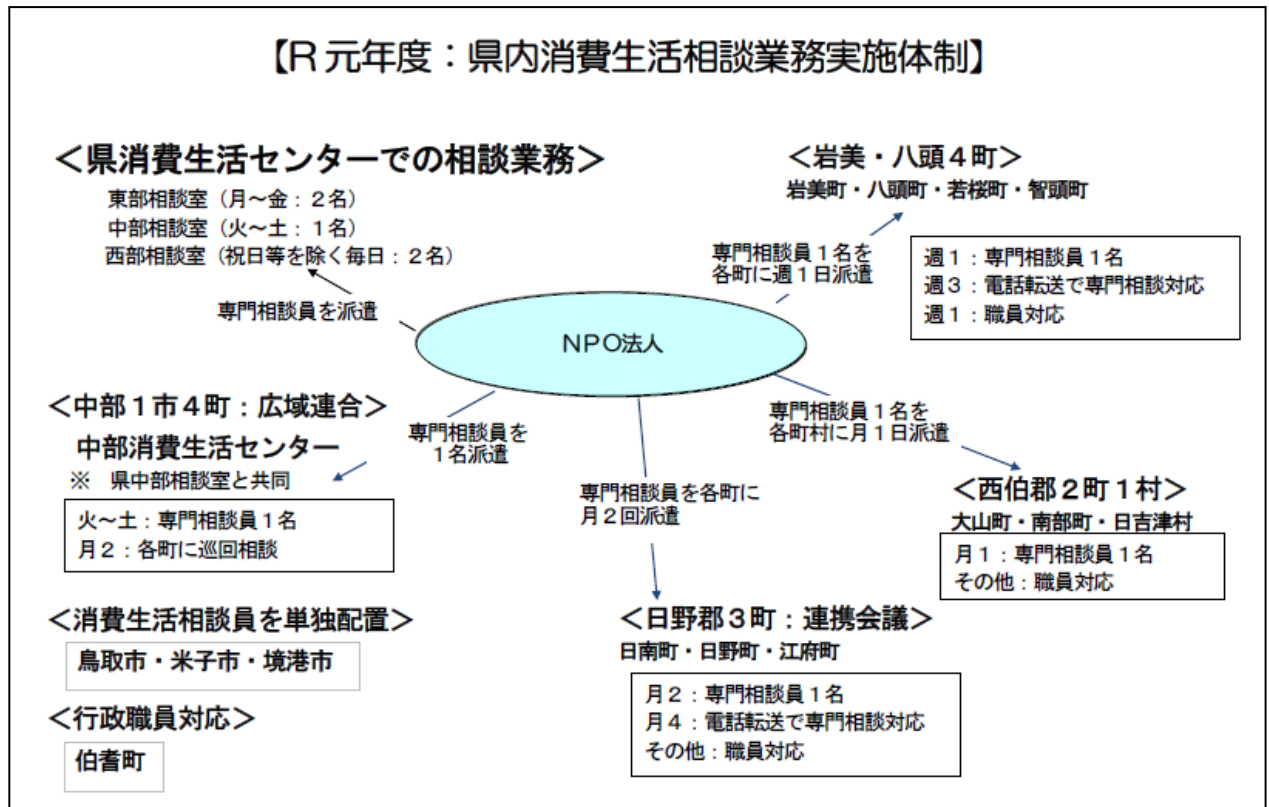 【R元年度：県内消費生活相談業務実施体制】
＜県消費生活センターでの相談業務＞
東部相談室（月～金：２名）
中部相談室（火～土：１名）
西部相談室（祝日等を除く毎日：２名）
専門相談員を派遣
＜岩美・八頭４町＞
岩美町・八頭町・若桜町・智頭町
専門相談員１名を
各町に週１日派遣
週１：専門相談員１名
週３：電話転送で専門相談対応
週１：職員対応
ＮＰＯ法人
＜中部１市４町：広域連合＞
中部消費生活センター
※　県中部相談室と共同
専門相談員を
１名派遣
火～土：専門相談員１名
月２：各町に巡回相談
専門相談員を各町に
月２回派遣
専門相談員１名を
各町村に月１日派遣
＜西伯郡２町１村＞
大山町・南部町・日吉津村
月１：専門相談員１名
その他：職員対応
＜消費生活相談員を単独配置＞
鳥取市・米子市・境港市
＜行政職員対応＞
伯耆町
＜日野郡３町：連携会議＞
日南町・日野町・江府町
月２：専門相談員１名
月４：電話転送で専門相談対応
その他：職員対応